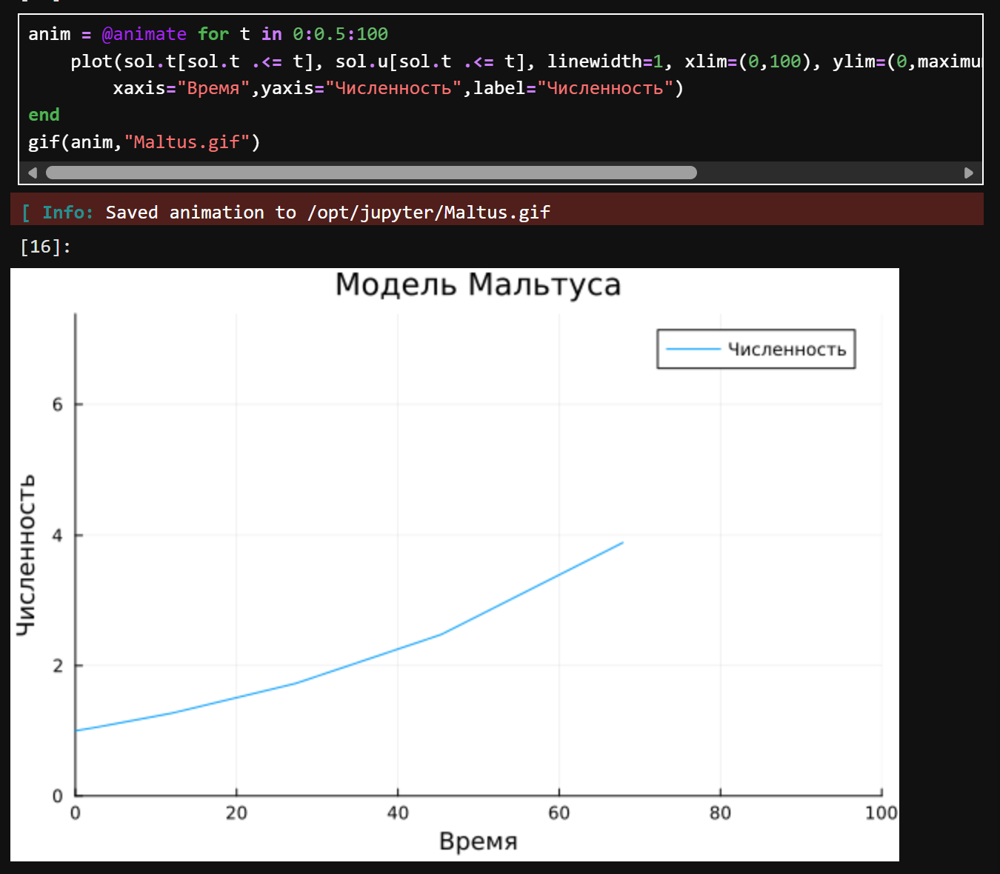 anim = @animate for t in 0:0.5:100
plot(sol.t[sol.t .<= t], sol.u[sol.t .<= t], linewidth=1, xlim=(0,100), ylim=(0,maximu
xaxis="Время",yaxis="Численность",label="Численность")
end
gif(anim,"Maltus.gif")
[ Info: Saved animation to /opt/jupyter/Maltus.gif
[16]:
Модель Мальтуса
Численность
6
4
2
0
Численность
0 20 40 60 80 100
Время